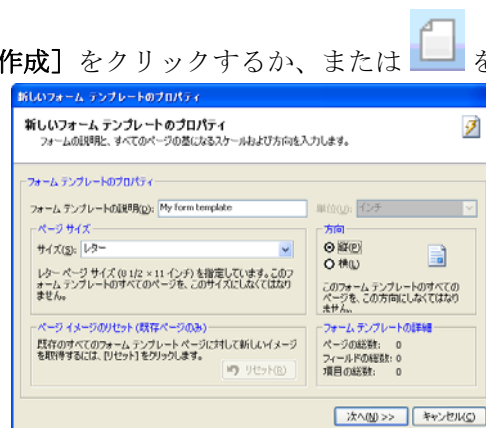 作成］をクリックするか、または を
新しいフォーム テンプレートのプロパティ
新しいフォーム テンプレートのプロパティ
フォームの説明と、すべてのページの基になるスケールおよび方向を入力します。
フォーム テンプレートのプロパティ
フォーム テンプレートの説明(D): My form template 単位(U): インチ
ページ サイズ
サイズ(S): レター
レター ページ サイズ (8 1/2 × 11 インチ) を指定しています。このフ
ォーム テンプレートのすべてのページを、このサイズにしなくてはなり
ません。
方向
縦(P)
横(L)
このフォーム テンプレートのすべての
ページを、この方向にしなくてはなり
ません。
ページ イメージのリセット (既存ページのみ)
既存のすべてのフォーム テンプレート ページに対して新しいイメージ
を取得するには、[リセット] をクリックします。
リセット(R)
フォーム テンプレートの詳細
ページの総数: 0
フィールドの総数: 0
項目の総数: 0
次へ(N) >> キャンセル(C)